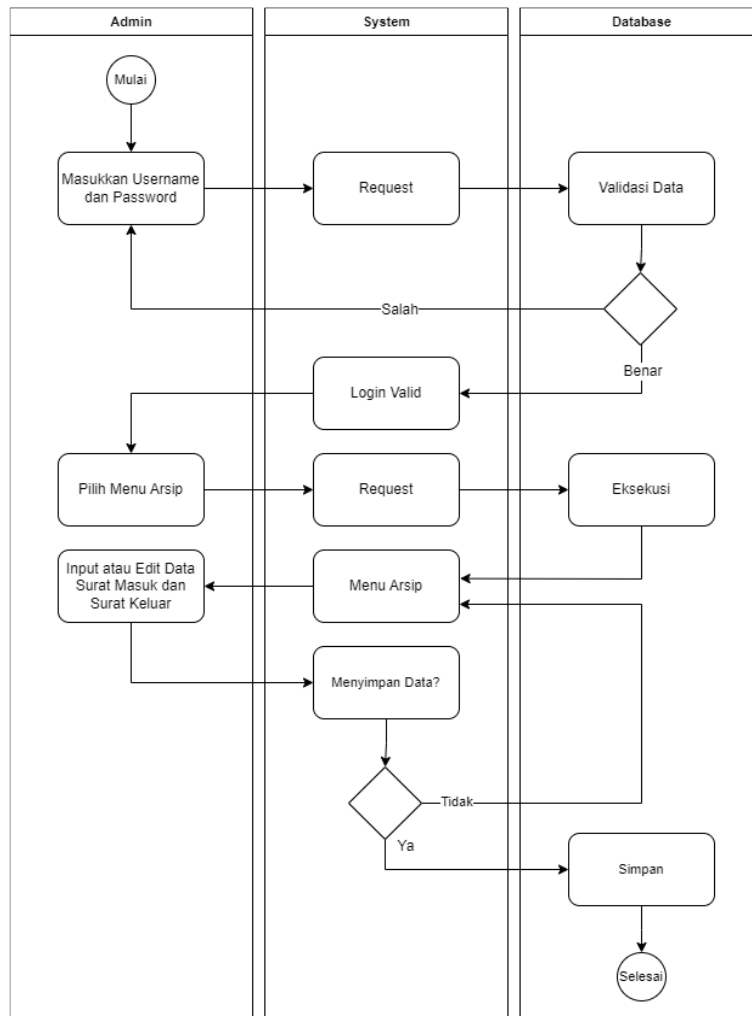 Admin
System
Database
Mulai
Masukkan Username
dan Password
Request
Validasi Data
Salah
Benar
Login Valid
Pilih Menu Arsip
Request
Eksekusi
Input atau Edit Data
Surat Masuk dan
Surat Keluar
Menu Arsip
Menyimpan Data?
Tidak
Ya
Simpan
Selesai